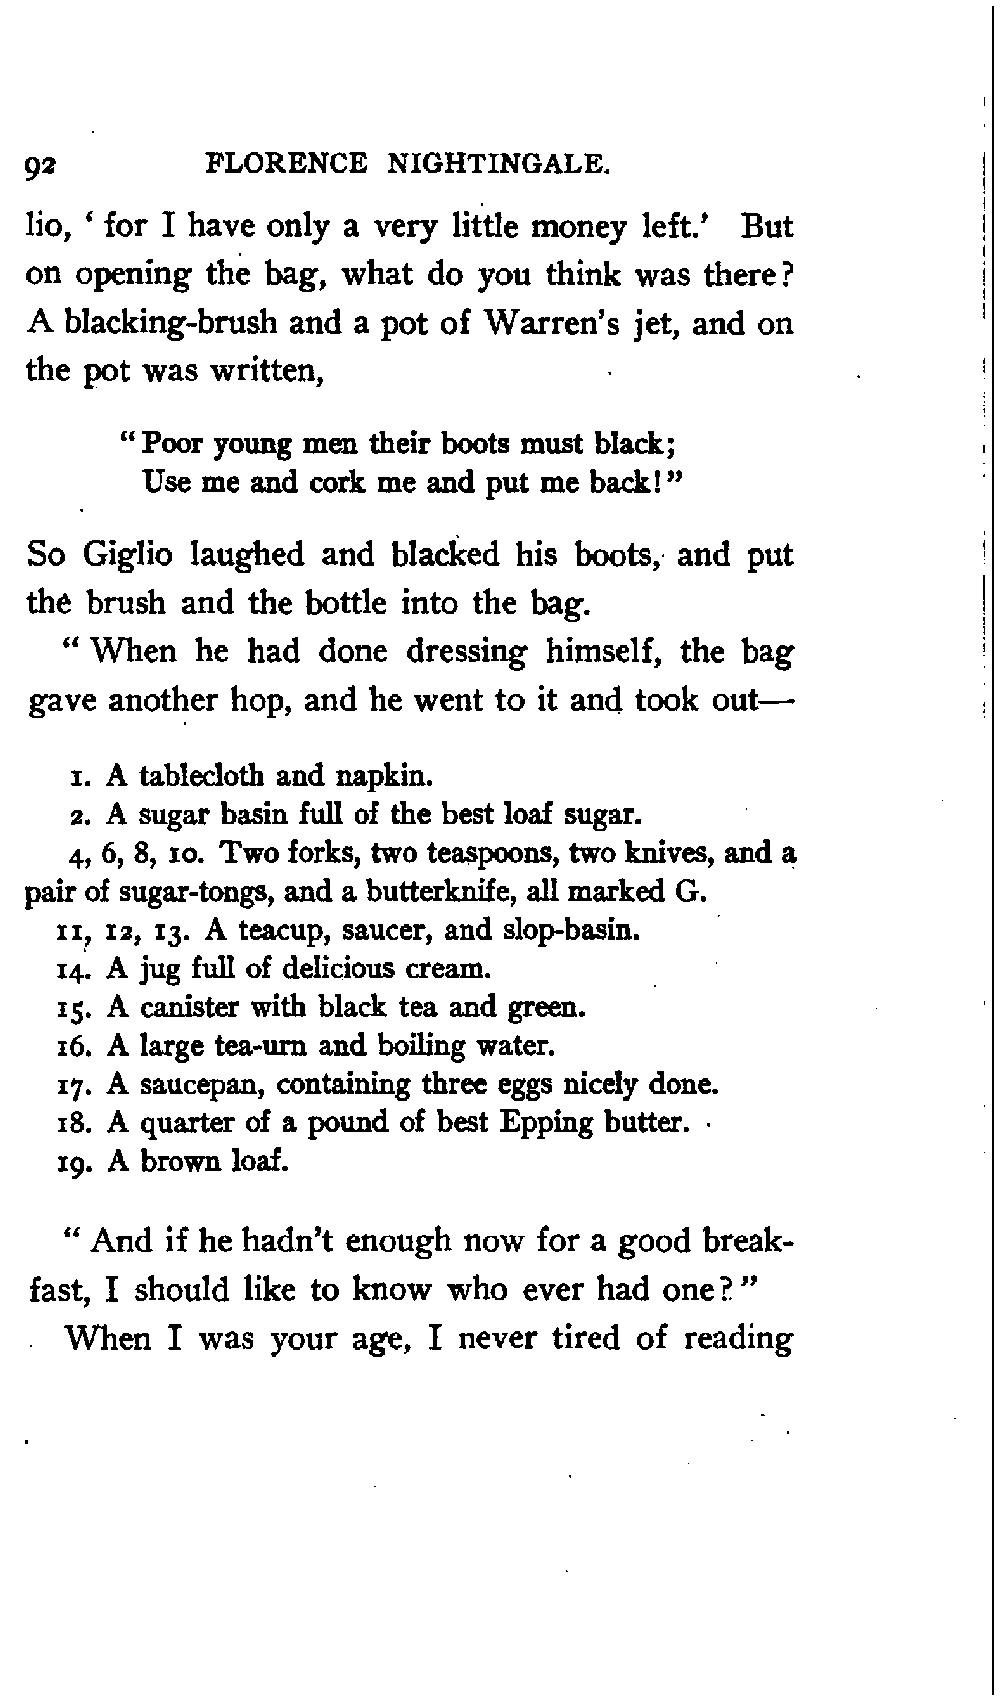 92 FLORENCE NIGHTINGALE.
lio, ‘ for I have only a very little money left.’ But
on opening the bag, what do you think was there?
A blacking-brush and a pot of Warren's jet, and on
the pot was written,
“Poor young men their boots must black;
Use me and cork me and put me back!”
So Giglio laughed and blacked his boots, and put
the brush and the bottle into the bag.
“ When he had done dressing himself, the bag
gave another hop, and he went to it and took out—
1. A tablecloth and napkin.
2. A sugar basin full of the best loaf sugar.
4, 6, 8, 10. Two forks, two teaspoons, two knives, and a
pair of sugar-tongs, and a butterknife, all marked G.
11, 12, 13. A teacup, saucer, and slop-basin.
14. A jug full of delicious cream.
15. A canister with black tea and green.
16. A large tea-urn and boiling water.
17. A saucepan, containing three eggs nicely done.
18. A quarter of a pound of best Epping butter.
19. A brown loaf.
“ And if he hadn't enough now for a good break-
fast, I should like to know who ever had one?”
When I was your age, I never tired of reading